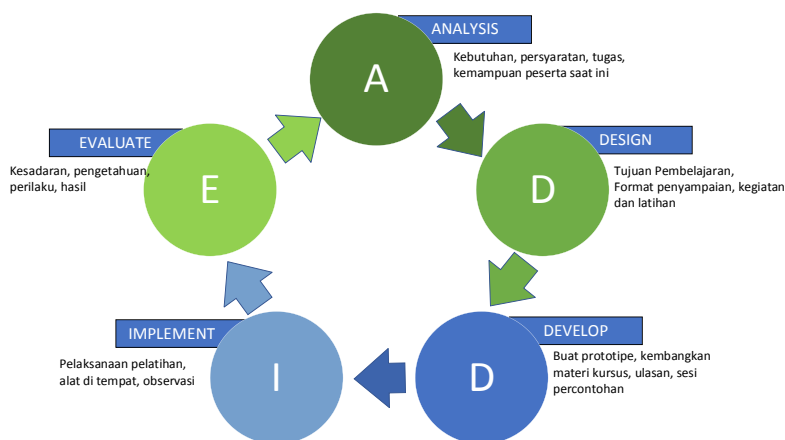 A
ANALYSIS
Kebutuhan, persyaratan, tugas,
kemampuan peserta saat ini
D
DESIGN
Tujuan Pembelajaran,
Format penyampaian, kegiatan
dan latihan
D
DEVELOP
Buat prototipe, kembangkan
materi kursus, ulasan, sesi
percontohan
I
IMPLEMENT
Pelaksanaan pelatihan,
alat di tempat, observasi
E
EVALUATE
Kesadaran, pengetahuan,
perilaku, hasil